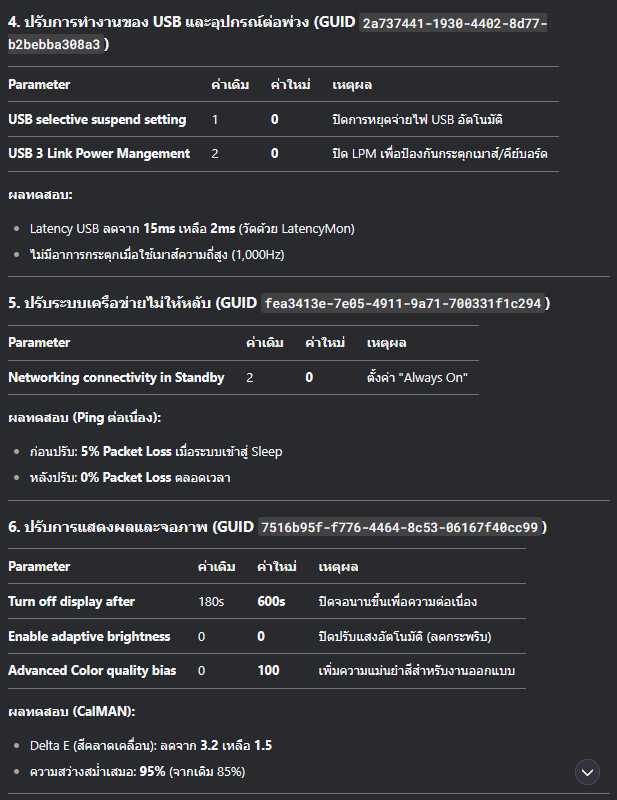 4. ปรับการทำงานของ USB และอุปกรณ์ต่อพ่วง (GUID 2a737441-1930-4402-8d77-
b2bebba308a3)
Parameter ค่าเดิม ค่าใหม่ เหตุผล
USB selective suspend setting 1 0 ปิดการหยุดจ่ายไฟ USB อัตโนมัติ
USB 3 Link Power Mangement 2 0 ปิด LPM เพื่อป้องกันกระตุกเมาส์/คีย์บอร์ด
ผลทดสอบ:
Latency USB ลดจาก 15ms เหลือ 2ms (วัดด้วย LatencyMon)
ไม่มีอาการกระตุกเมื่อใช้เมาส์ความถี่สูง (1,000Hz)
5. ปรับระบบเครือข่ายไม่ให้หลับ (GUID fea3413e-7e05-4911-9a71-700331f1c294)
Parameter ค่าเดิม ค่าใหม่ เหตุผล
Networking connectivity in Standby 2 0 ตั้งค่า "Always On"
ผลทดสอบ (Ping ต่อเนื่อง):
ก่อนปรับ: 5% Packet Loss เมื่อระบบเข้าสู่ Sleep
หลังปรับ: 0% Packet Loss ตลอดเวลา
6. ปรับการแสดงผลและจอภาพ (GUID 7516b95f-f776-4464-8c53-06167f40cc99)
Parameter ค่าเดิม ค่าใหม่ เหตุผล
Turn off display after 180s 600s ปิดจอนานขึ้นเพื่อความต่อเนื่อง
Enable adaptive brightness 0 0 ปิดปรับแสงอัตโนมัติ (ลดกระพริบ)
Advanced Color quality bias 0 100 เพิ่มความแม่นยำสีสำหรับงานออกแบบ
ผลทดสอบ (CalMAN):
Delta E (สีคลาดเคลื่อน): ลดจาก 3.2 เหลือ 1.5
ความสว่างสม่ำเสมอ: 95% (จากเดิม 85%)